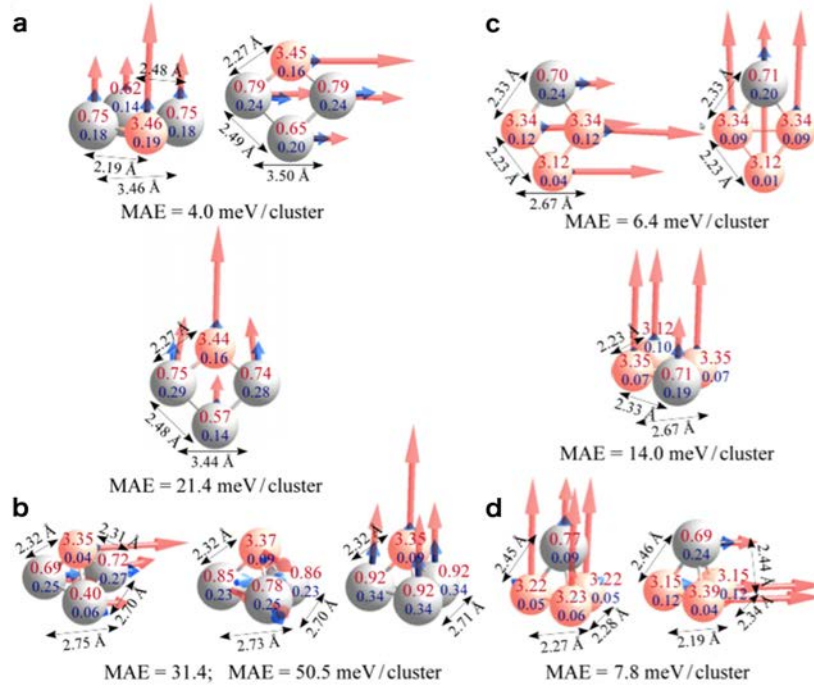 a
2.48 Å
0.62
0.14
0.75
0.18
3.46
0.19
0.75
0.18
2.19 Å
3.46 Å
2.27 Å
3.45
0.16
0.79
0.24
0.79
0.24
0.65
0.20
2.49 Å
3.50 Å
MAE = 4.0 meV/cluster
2.27 Å
3.44
0.16
0.75
0.29
0.74
0.28
0.57
0.14
2.48 Å
3.44 Å
MAE = 21.4 meV/cluster
b
2.32 Å
2.31 Å
3.35
0.04
0.69
0.25
0.72
0.27
0.40
0.06
2.70 Å
2.75 Å
2.32 Å
3.37
0.09
0.85
0.23
0.78
0.25
0.86
0.23
2.70 Å
2.73 Å
2.32 Å
3.35
0.09
0.92
0.34
0.92
0.34
0.92
0.34
2.71 Å
MAE = 31.4; MAE = 50.5 meV/cluster
c
2.33 Å
0.70
0.24
3.34
0.12
3.34
0.12
3.12
0.04
2.23 Å
2.67 Å
2.33 Å
0.71
0.20
3.34
0.09
3.34
0.09
3.12
0.01
2.23 Å
MAE = 6.4 meV/cluster
2.23 Å
3.12
0.10
3.35
0.07
3.35
0.07
0.71
0.19
2.33 Å
2.67 Å
MAE = 14.0 meV/cluster
d
2.45 Å
0.77
0.09
3.22
0.05
3.23
0.06
.22
0.05
2.28 Å
2.27 Å
2.46 Å
0.69
0.24
2.44 Å
3.15
0.12
3.39
0.04
3.15
0.12
2.34 Å
2.19 Å
MAE = 7.8 meV/cluster